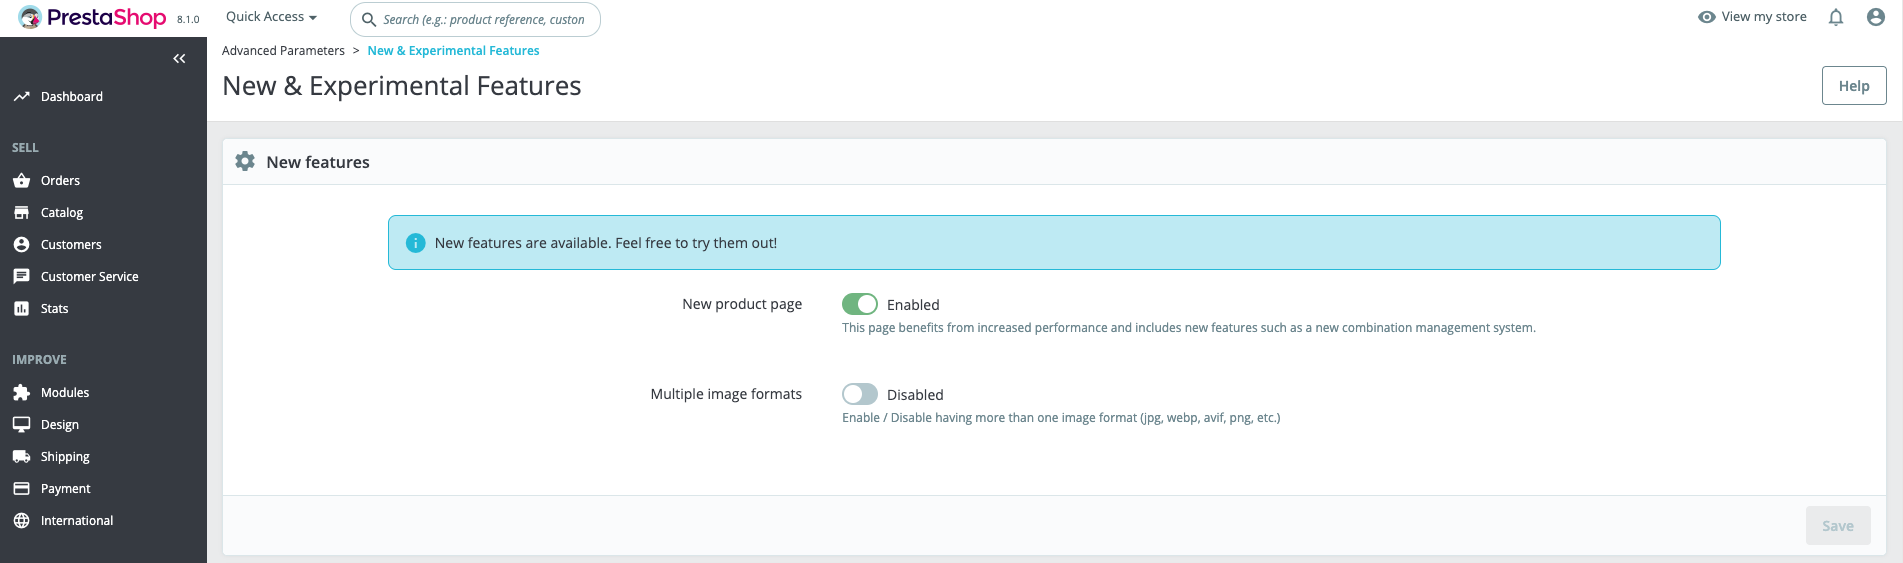 PrestaShop 8.1.0 Quick Access Search (e.g.: product reference, custon View my store
Advanced Parameters > New & Experimental Features
New & Experimental Features
Help
Dashboard
SELL
Orders
Catalog
Customers
Customer Service
Stats
IMPROVE
Modules
Design
Shipping
Payment
International
New features
New features are available. Feel free to try them out!
New product page Enabled
This page benefits from increased performance and includes new features such as a new combination management system.
Multiple image formats Disabled
Enable / Disable having more than one image format (jpg, webp, avif, png, etc.)
Save